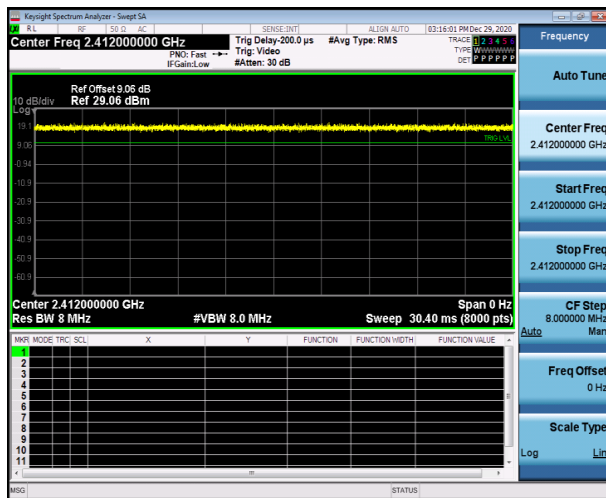 Keysight Spectrum Analyzer - Swept SA
RL RF 50 Ω AC SENSE:INT ALIGN AUTO 03:16:01 PM Dec 29, 2020
Center Freq 2.412000000 GHz
PNO: Fast
IFGain:Low
Trig Delay-200.0 µs
Trig: Video
#Atten: 30 dB
#Avg Type: RMS
TRACE 1 2 3 4 5 6
TYPE WWWWWW
DET P P P P P P
Ref Offset 9.06 dB
10 dB/div Ref 29.06 dBm
Log
19.1
9.06
TRIG LVL
-0.94
-10.9
-20.9
-30.9
-40.9
-50.9
-60.9
Center 2.412000000 GHz Span 0 Hz
Res BW 8 MHz #VBW 8.0 MHz Sweep 30.40 ms (8000 pts)
MKR MODE TRC SCL X Y FUNCTION FUNCTION WIDTH FUNCTION VALUE
1
2
3
4
5
6
7
8
9
10
11
MSG STATUS
Frequency
Auto Tune
Center Freq
2.412000000 GHz
Start Freq
2.412000000 GHz
Stop Freq
2.412000000 GHz
CF Step
8.000000 MHz
Auto Man
Freq Offset
0 Hz
Scale Type
Log Lin